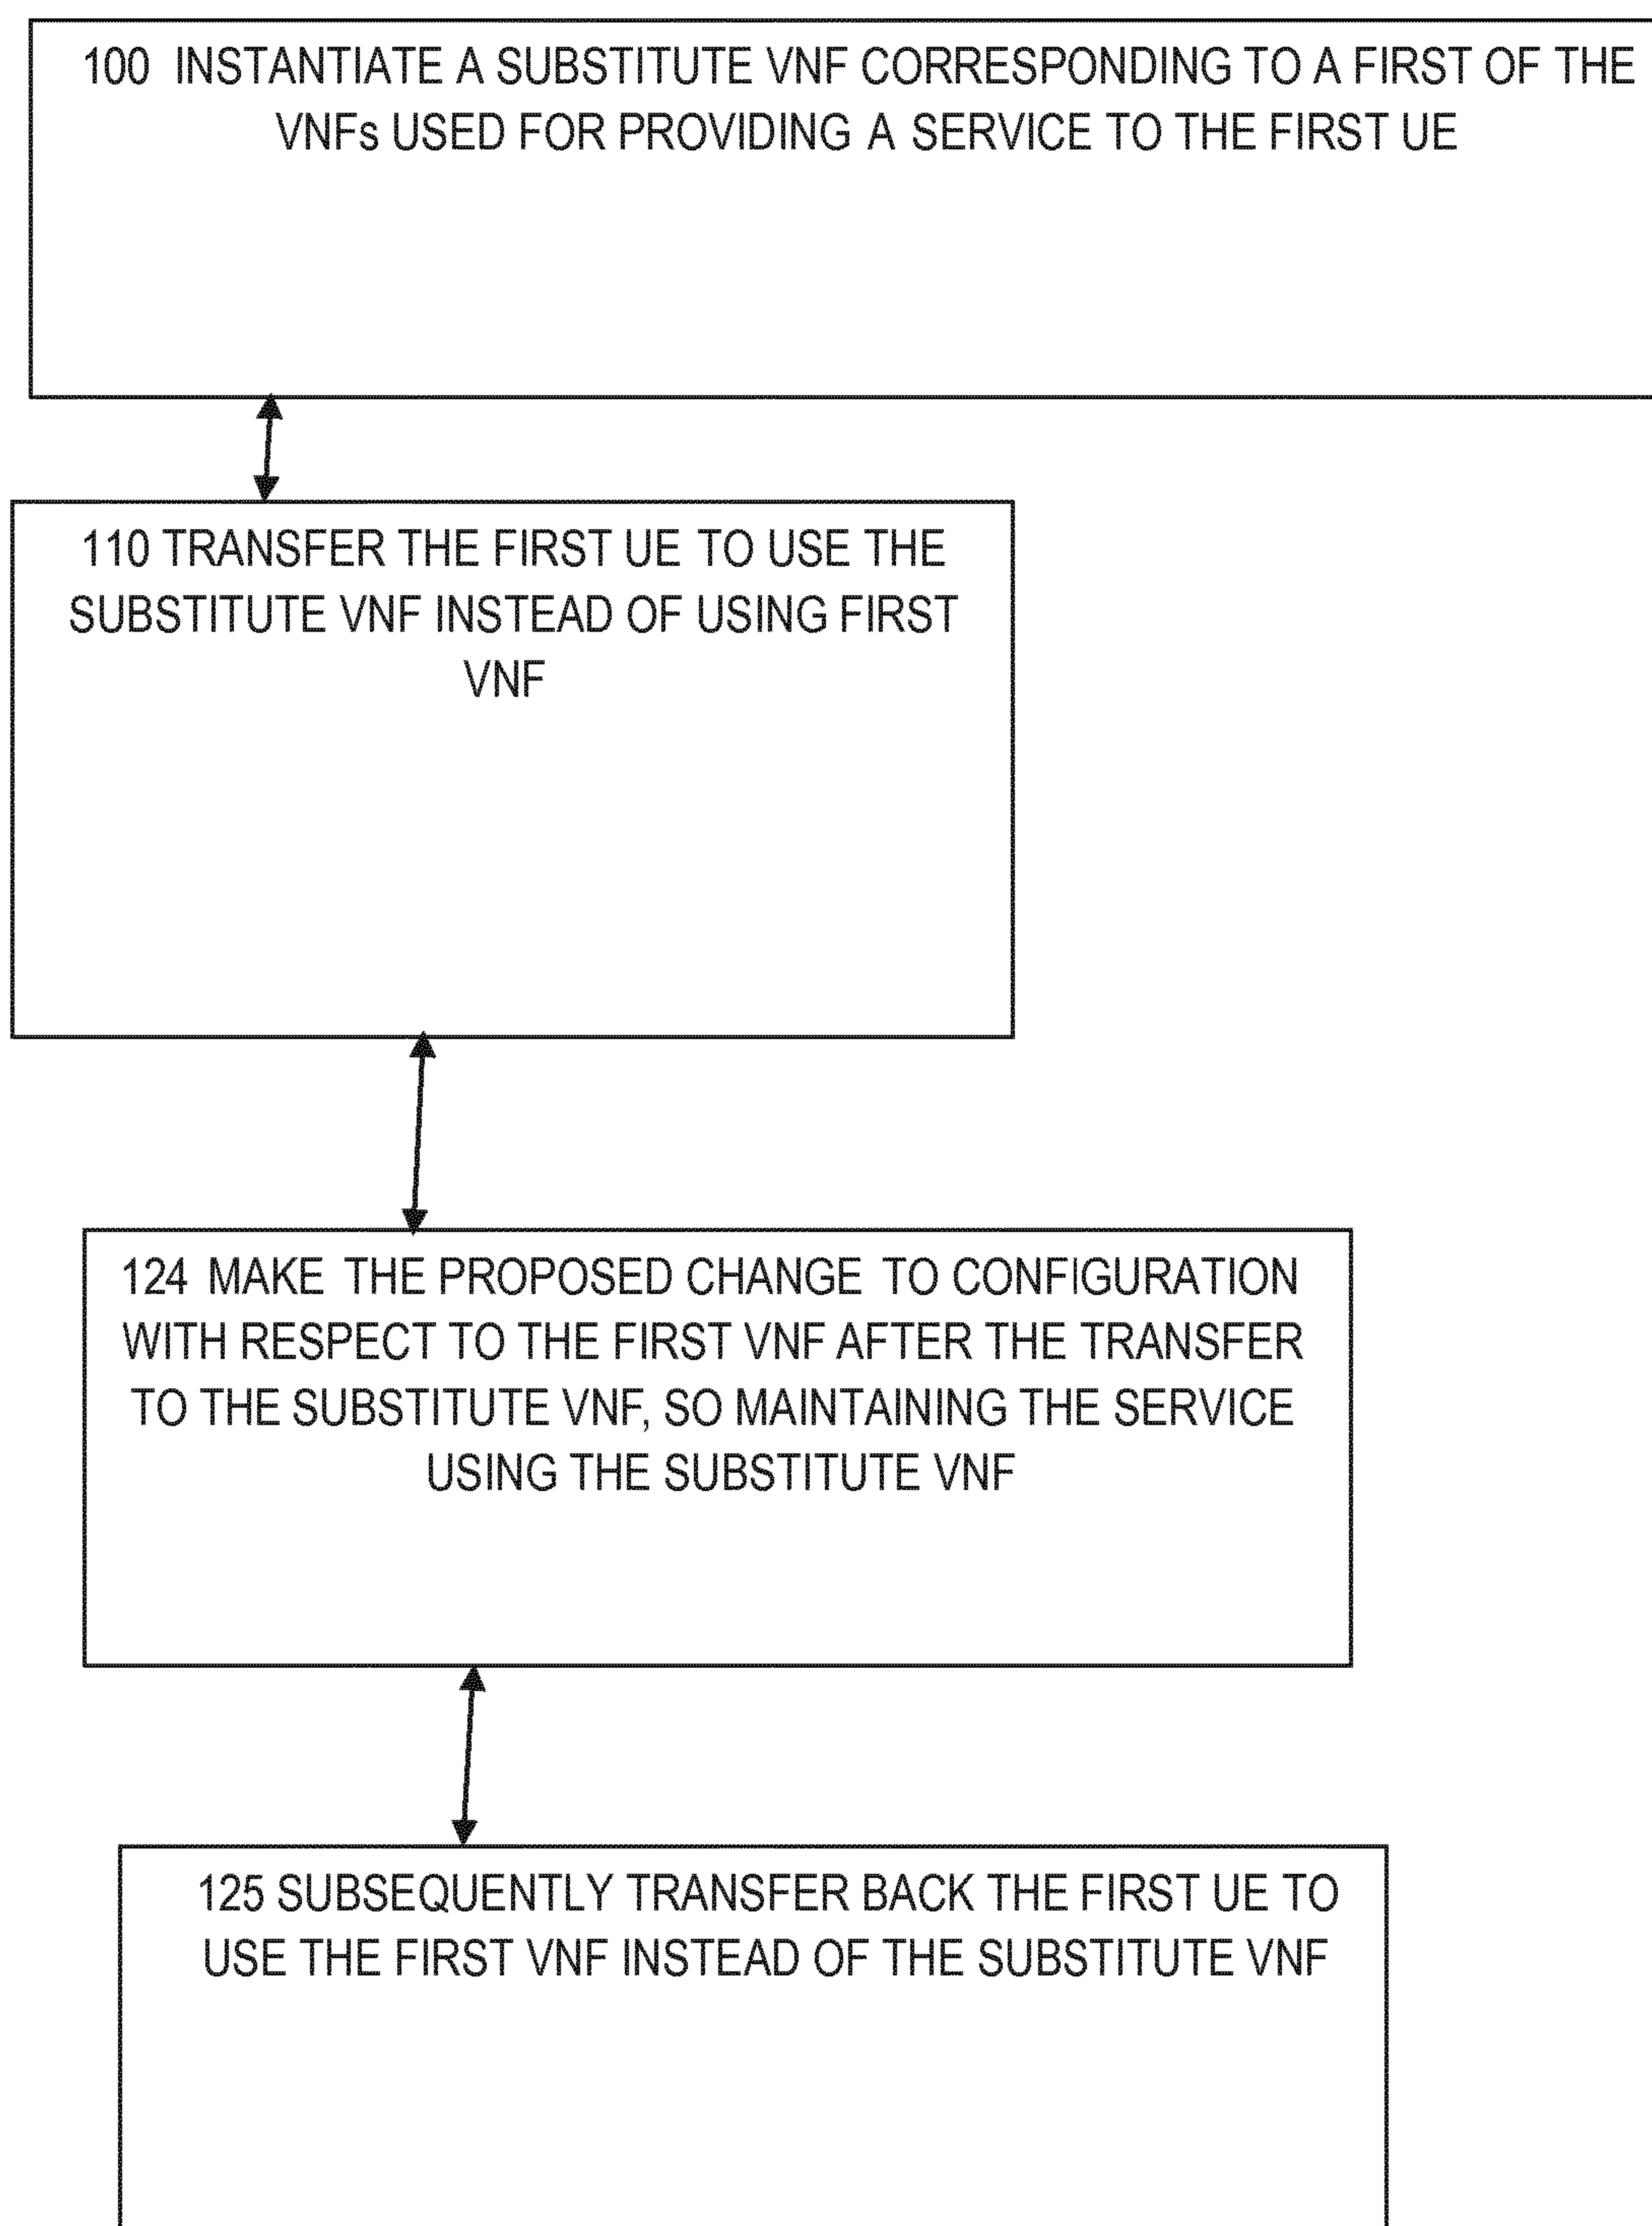 100 INSTANTIATE A SUBSTITUTE VNF CORRESPONDING TO A FIRST OF THE
VNFs USED FOR PROVIDING A SERVICE TO THE FIRST UE
110 TRANSFER THE FIRST UE TO USE THE
SUBSTITUTE VNF INSTEAD OF USING FIRST
VNF
124 MAKE THE PROPOSED CHANGE TO CONFIGURATION
WITH RESPECT TO THE FIRST VNF AFTER THE TRANSFER
TO THE SUBSTITUTE VNF, SO MAINTAINING THE SERVICE
USING THE SUBSTITUTE VNF
125 SUBSEQUENTLY TRANSFER BACK THE FIRST UE TO
USE THE FIRST VNF INSTEAD OF THE SUBSTITUTE VNF